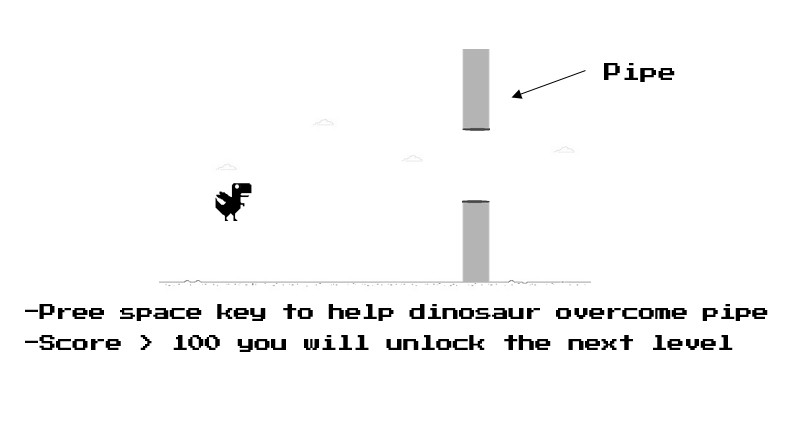 Pipe
-Pree space key to help dinosaur overcome pipe
-Score > 100 you will unlock the next level